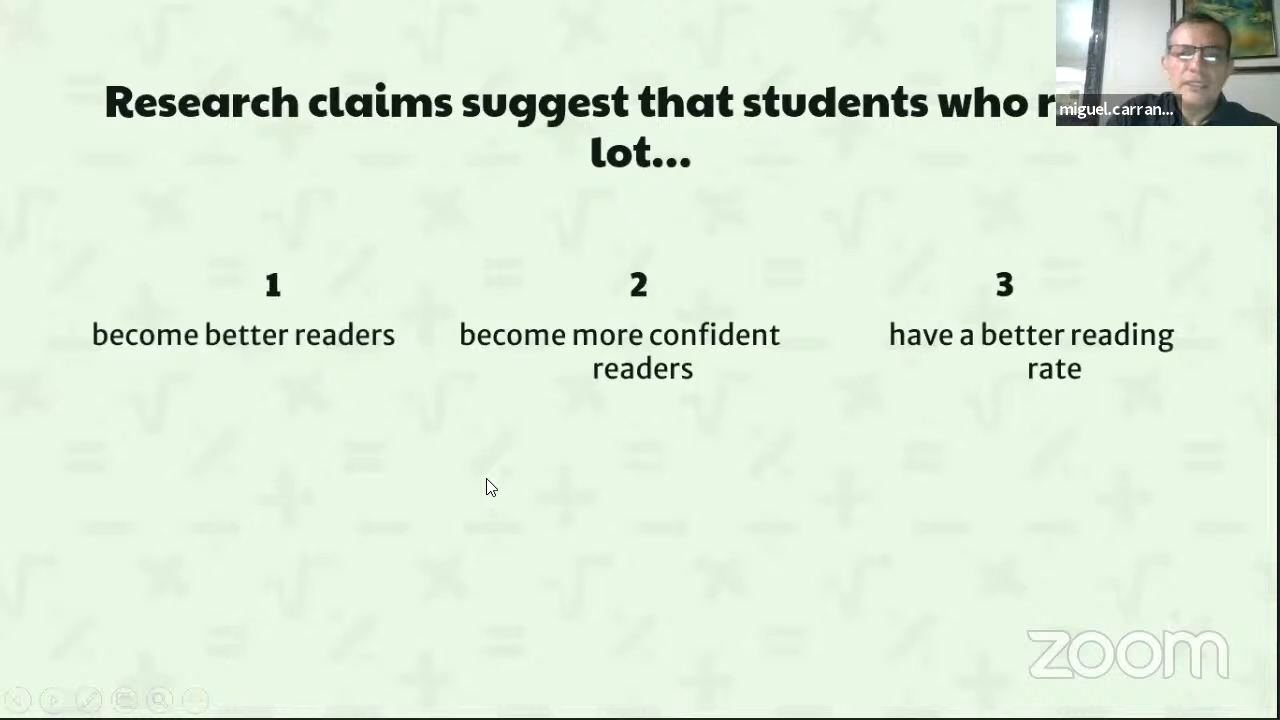 Research claims suggest that students who
miguel.carran...
lot...
1
2
3
become better readers
become more confident
readers
have a better reading
rate
zoom